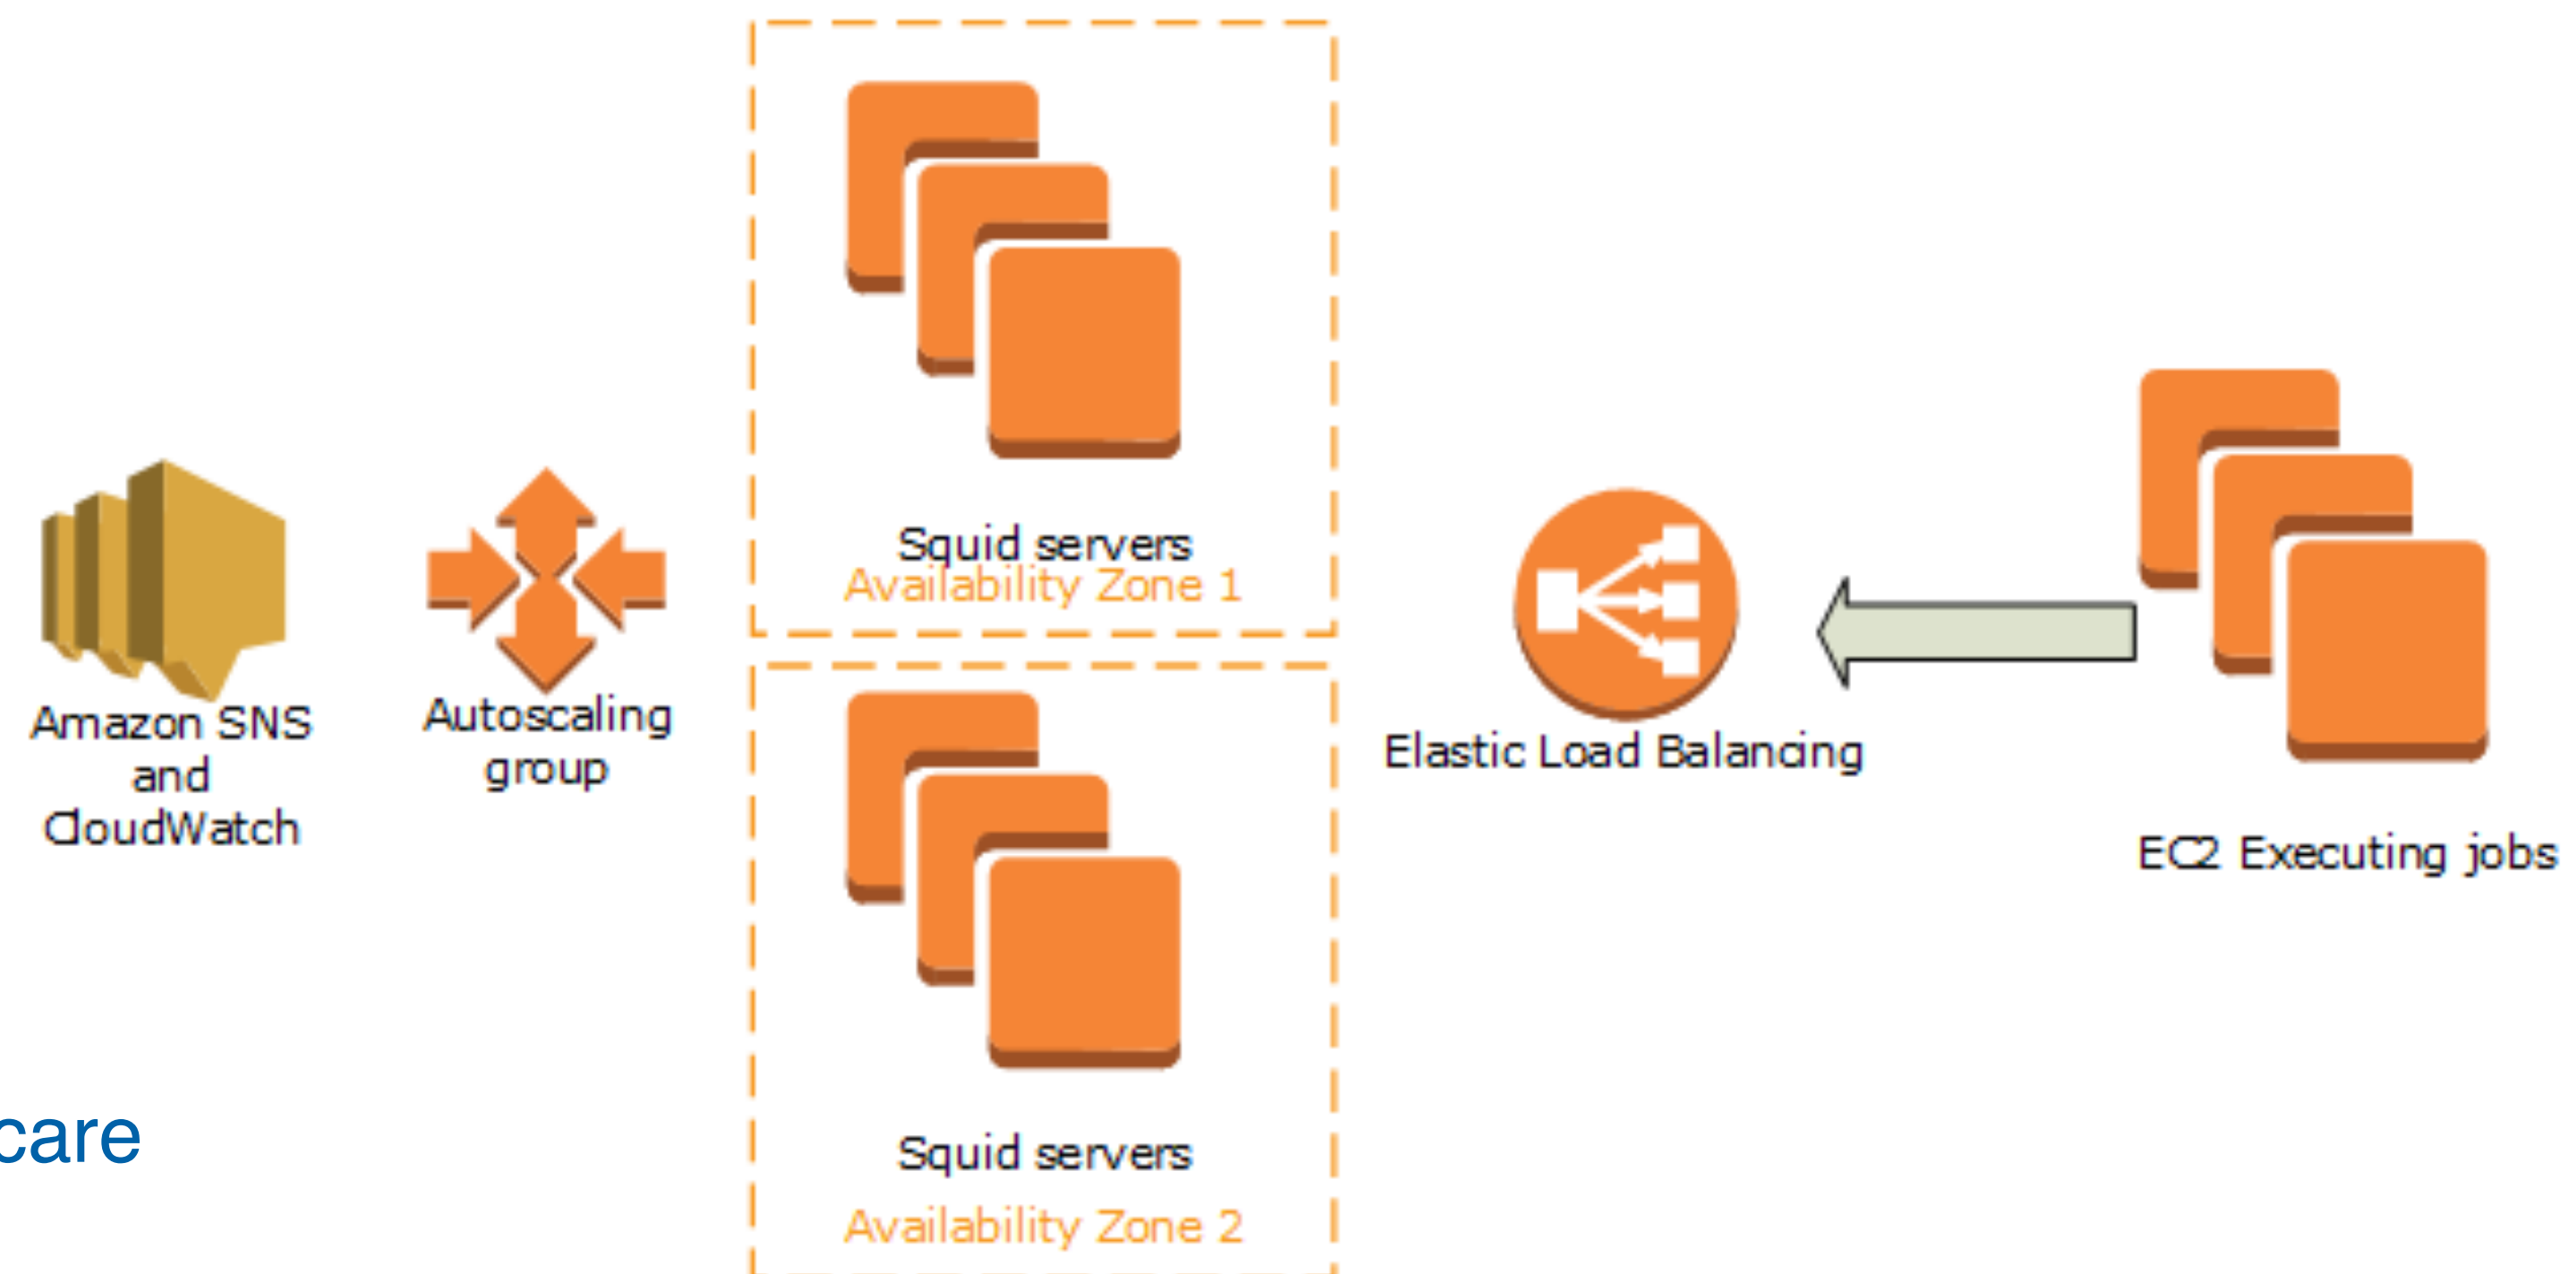 Amazon SNS
and
CloudWatch
Autoscaling
group
Squid servers
Availability Zone 1
Squid servers
Availability Zone 2
Elastic Load Balancing
EC2 Executing jobs
care